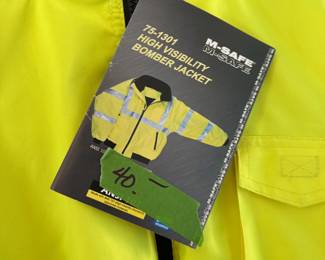 M-SAFE
M-SAFE
75-1301
HIGH VISIBILITY
BOMBER JACKET
40.—